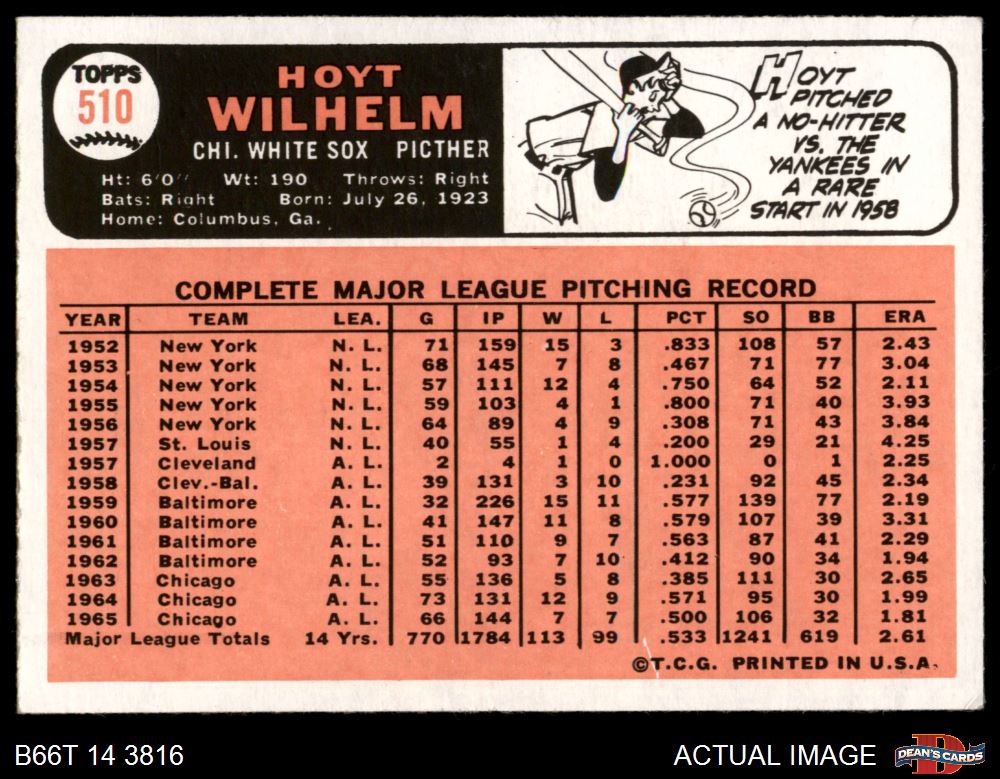 TOPPS
510
HOYT
WILHELM
CHI. WHITE SOX PICTHER
Ht: 6'0" Wt: 190 Throws: Right
Bats: Right Born: July 26, 1923
Home: Columbus, Ga.
HOYT
PITCHED
A NO-HITTER
VS. THE
YANKEES IN
A RARE
START IN 1958
COMPLETE MAJOR LEAGUE PITCHING RECORD
YEAR TEAM LEA. G IP W L PCT SO BB ERA
1952 New York N. L. 71 159 15 3 .833 108 57 2.43
1953 New York N. L. 68 145 7 8 .467 71 77 3.04
1954 New York N. L. 57 111 12 4 .750 64 52 2.11
1955 New York N. L. 59 103 4 1 .800 71 40 3.93
1956 New York N. L. 64 89 4 9 .308 71 43 3.84
1957 St. Louis N. L. 40 55 1 4 .200 29 21 4.25
1957 Cleveland A. L. 2 4 1 0 1.000 0 1 2.25
1958 Clev.-Bal. A. L. 39 131 3 10 .231 92 45 2.34
1959 Baltimore A. L. 32 226 15 11 .577 139 77 2.19
1960 Baltimore A. L. 41 147 11 8 .579 107 39 3.31
1961 Baltimore A. L. 51 110 9 7 .563 87 41 2.29
1962 Baltimore A. L. 52 93 7 10 .412 90 34 1.94
1963 Chicago A. L. 55 136 5 8 .385 111 30 2.65
1964 Chicago A. L. 73 131 12 9 .571 95 30 1.99
1965 Chicago A. L. 66 144 7 7 .500 106 32 1.81
Major League Totals 14 Yrs. 770 1784 113 99 .533 1241 619 2.61
©T.C.G. PRINTED IN U.S.A.
B66T 14 3816 ACTUAL IMAGE DEAN'S CARDS